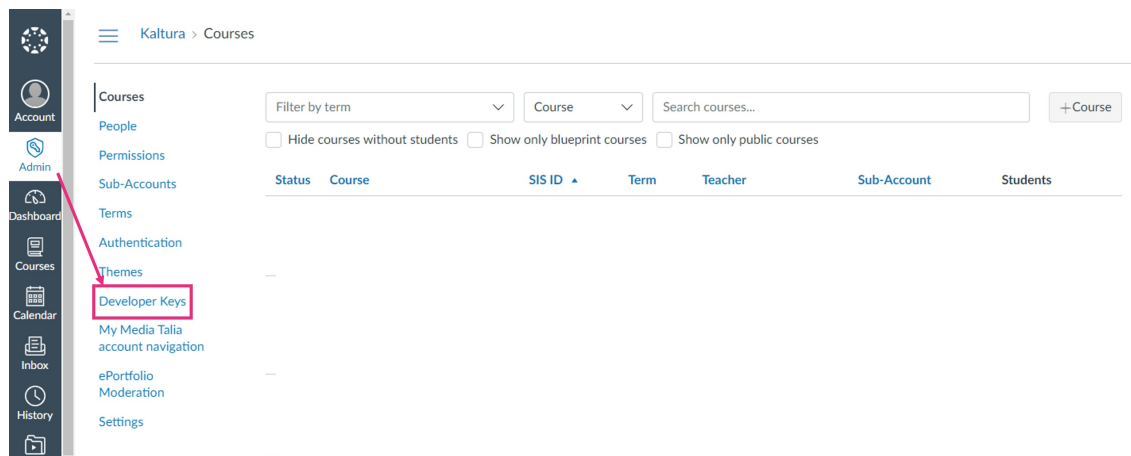 Kaltura > Courses
Account
Admin
Dashboard
Courses
Calendar
Inbox
History
Courses
People
Permissions
Sub-Accounts
Terms
Authentication
Themes
Developer Keys
My Media Talia
account navigation
ePortfolio
Moderation
Settings
Filter by term Course Search courses... +Course
Hide courses without students Show only blueprint courses Show only public courses
Status Course SIS ID ▲ Term Teacher Sub-Account Students